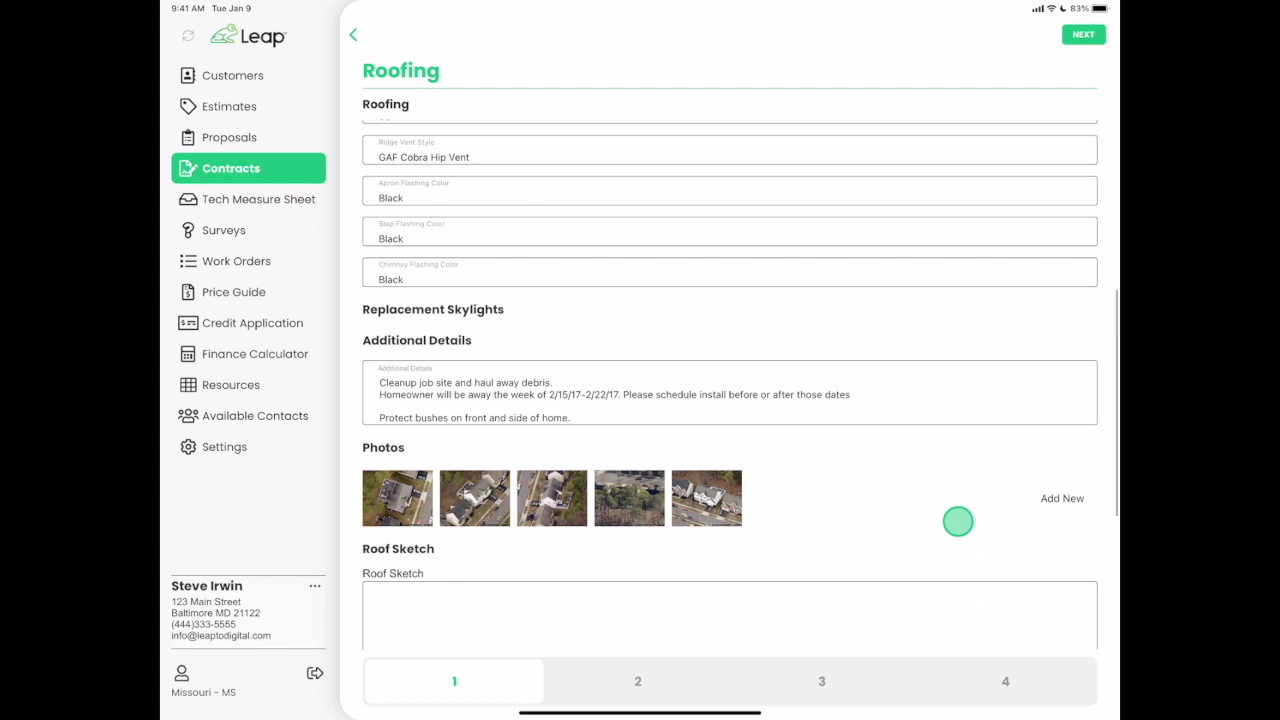 9:41 AM Tue Jan 9
83%
Leap
Customers
Estimates
Proposals
Contracts
Tech Measure Sheet
Surveys
Work Orders
Price Guide
Credit Application
Finance Calculator
Resources
Available Contacts
Settings
Steve Irwin
123 Main Street
Baltimore MD 21122
(444)333-5555
info@leaptodigital.com
Missouri - MS
NEXT
Roofing
Roofing
Ridge Vent Style
GAF Cobra Hip Vent
Apron Flashing Color
Black
Step Flashing Color
Black
Chimney Flashing Color
Black
Replacement Skylights
Additional Details
Additional Details
Cleanup job site and haul away debris.
Homeowner will be away the week of 2/15/17-2/22/17. Please schedule install before or after those dates
Protect bushes on front and side of home.
Photos
Add New
Roof Sketch
Roof Sketch
1 2 3 4